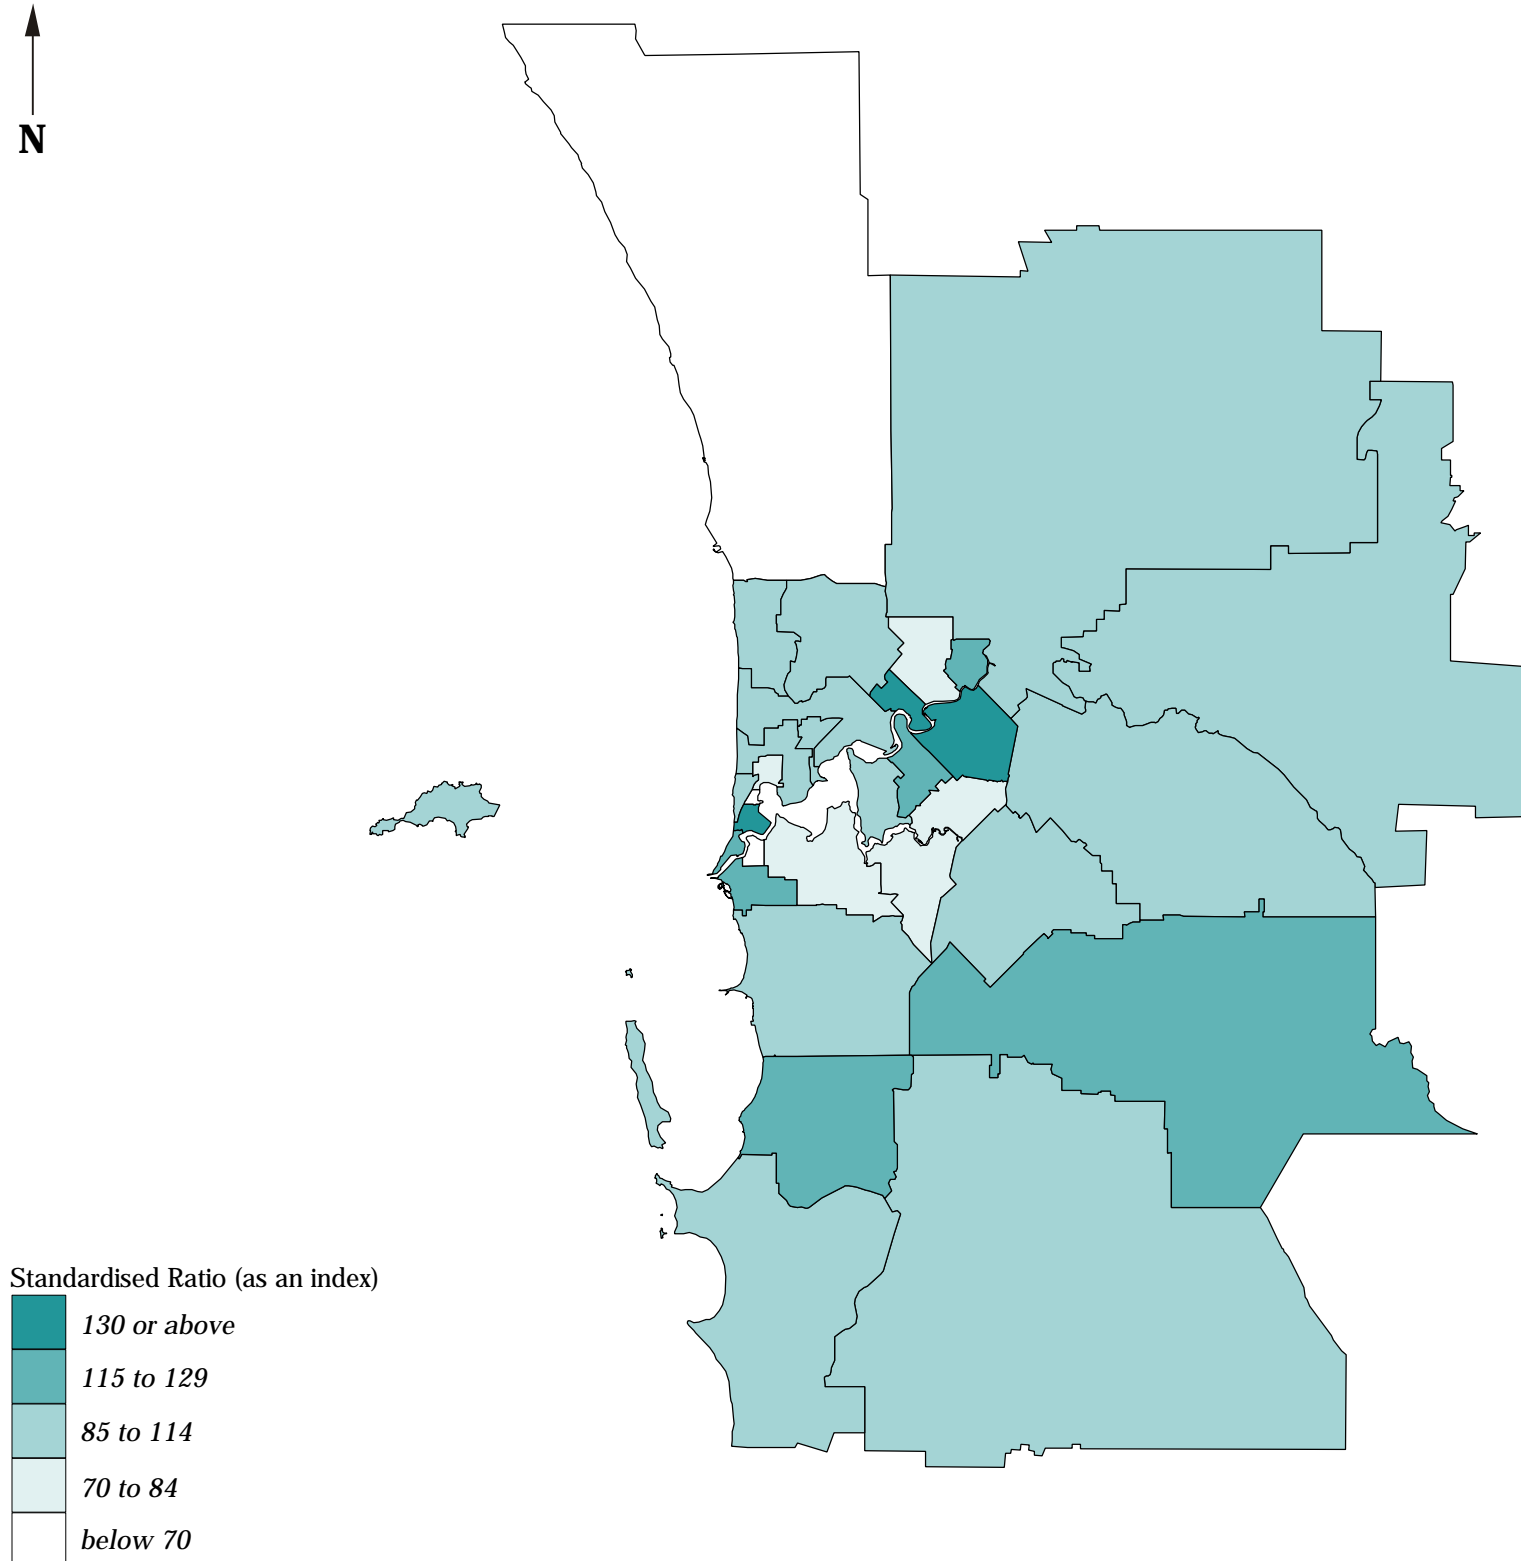 N
Standardised Ratio (as an index)
130 or above
115 to 129
85 to 114
70 to 84
below 70